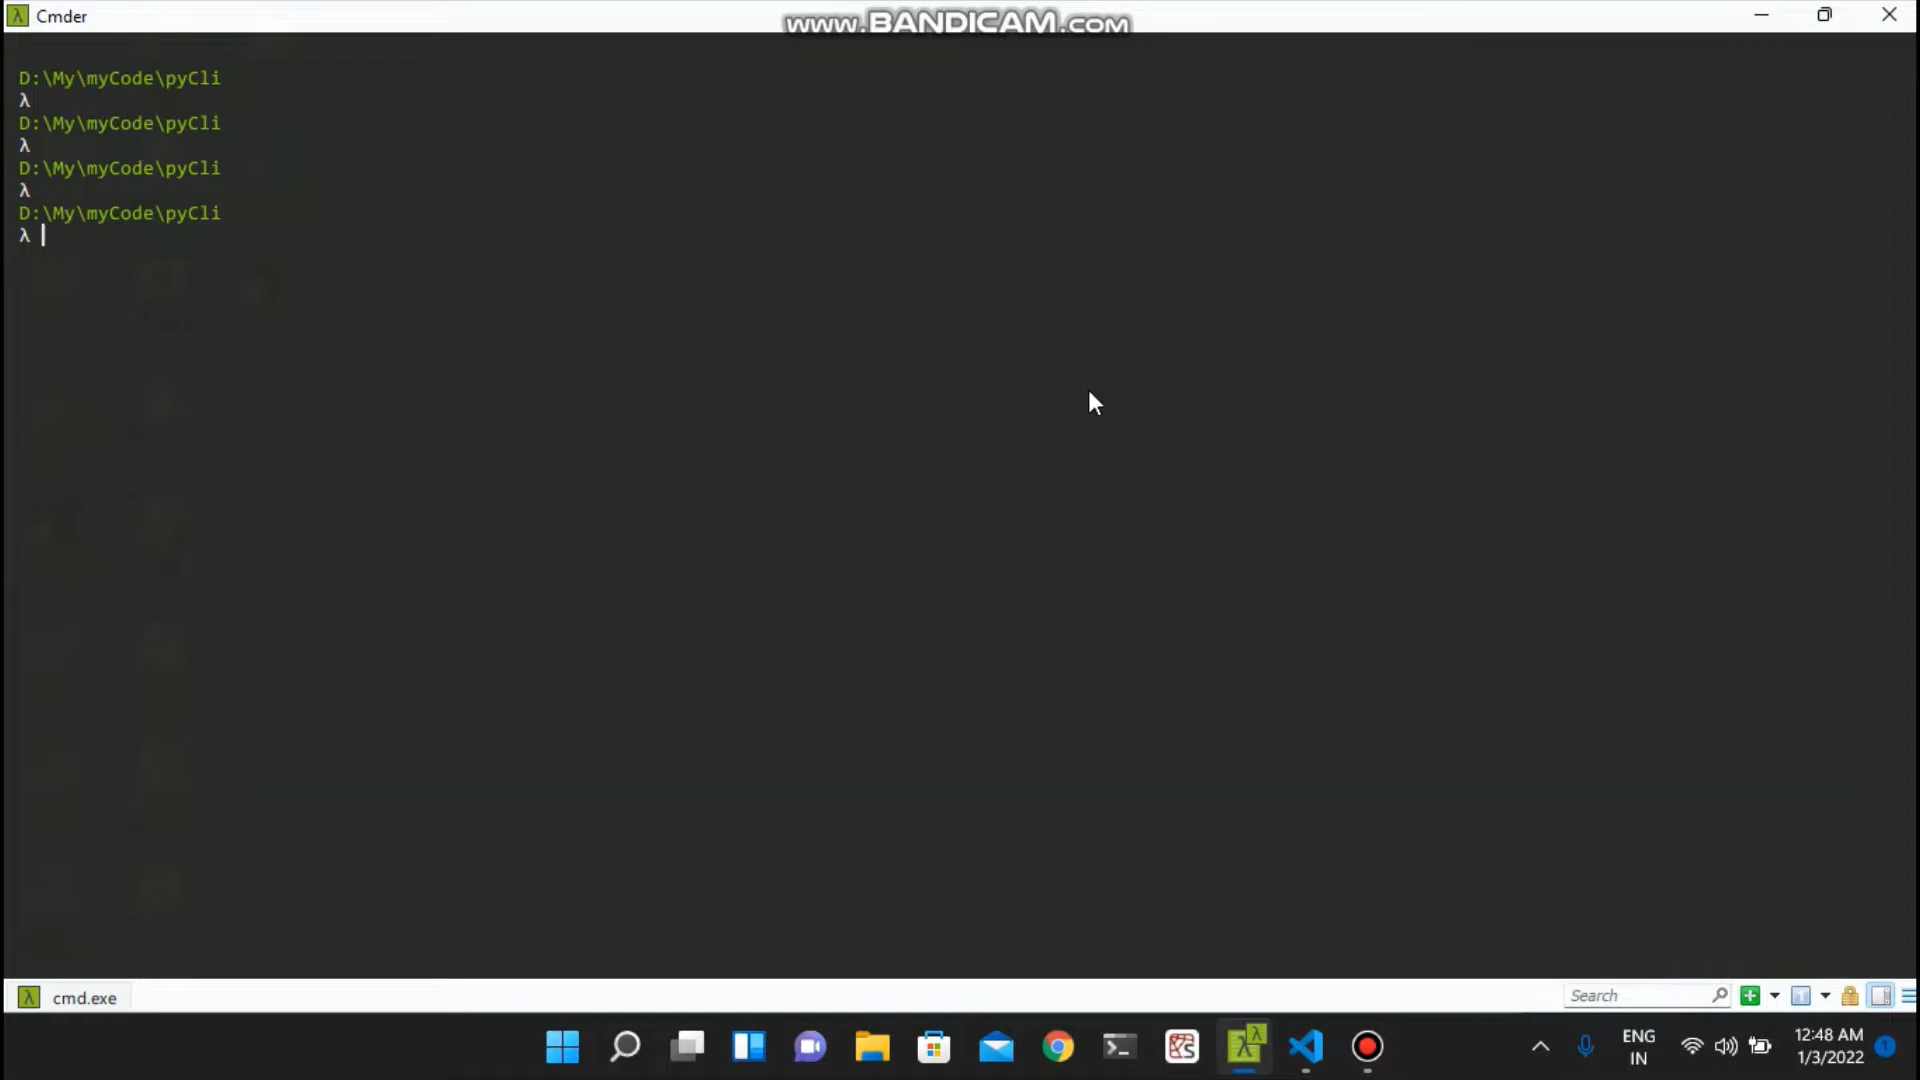 Cmder
www.BANDICAM.com
D:\My\myCode\pyCli
λ
D:\My\myCode\pyCli
λ
D:\My\myCode\pyCli
λ
D:\My\myCode\pyCli
λ
cmd.exe
Search
ENG
IN
12:48 AM
1/3/2022